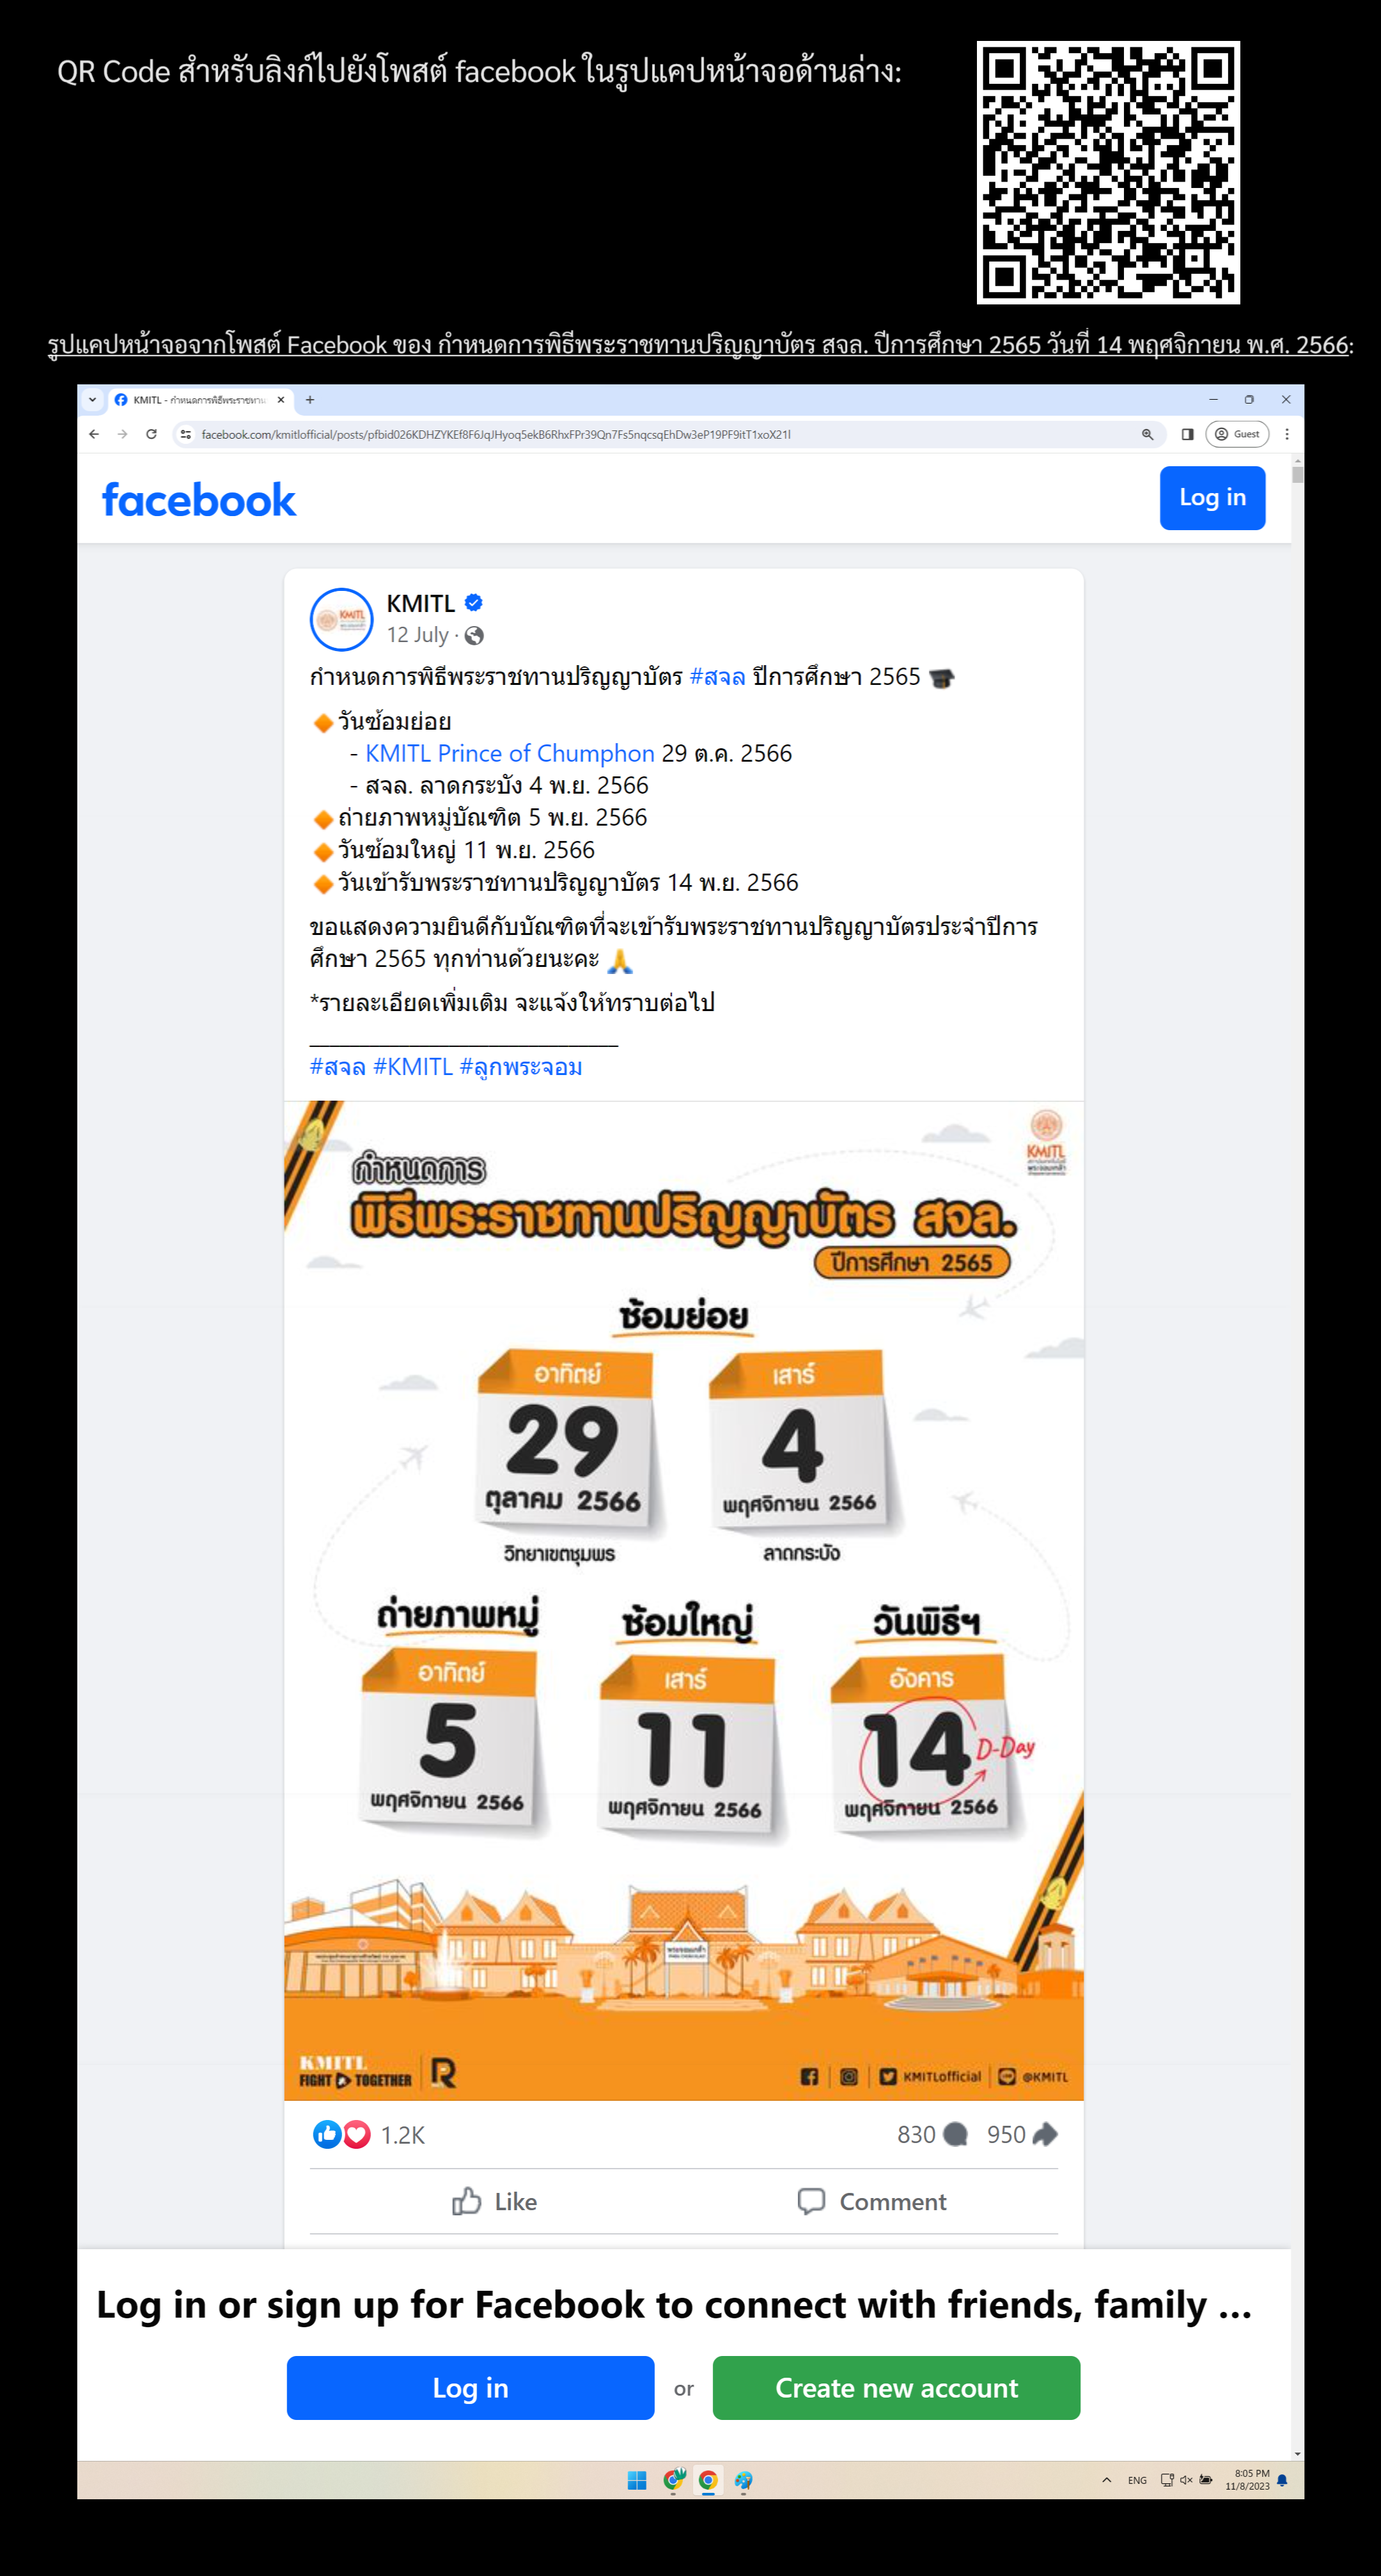 QR Code สำหรับลิงก์ไปยังโพสต์ facebook ในรูปแคปหน้าจอด้านล่าง:
รูปแคปหน้าจอจากโพสต์ Facebook ของ กำหนดการพิธีพระราชทานปริญญาบัตร สจล. ปีการศึกษา 2565 วันที่ 14 พฤศจิกายน พ.ศ. 2566:
KMITL - กำหนดการพิธีพระราชทาน
facebook.com/kmitlofficial/posts/pfbid026KDHZYKEf8F6JqJHyoq5ekB6RhxFPr39Qn7Fs5nqcsqEhDw3eP19PF9itT1xoX21l
Guest
facebook
Log in
KMITL
KMITL
12 July ·
กำหนดการพิธีพระราชทานปริญญาบัตร #สจล ปีการศึกษา 2565
วันซ้อมย่อย
- KMITL Prince of Chumphon 29 ต.ค. 2566
- สจล. ลาดกระบัง 4 พ.ย. 2566
ถ่ายภาพหมู่บัณฑิต 5 พ.ย. 2566
วันซ้อมใหญ่ 11 พ.ย. 2566
วันเข้ารับพระราชทานปริญญาบัตร 14 พ.ย. 2566
ขอแสดงความยินดีกับบัณฑิตที่จะเข้ารับพระราชทานปริญญาบัตรประจำปีการ
ศึกษา 2565 ทุกท่านด้วยนะคะ
*รายละเอียดเพิ่มเติม จะแจ้งให้ทราบต่อไป
#สจล #KMITL #ลูกพระจอม
KMITL
กำหนดการ
พิธีพระราชทานปริญญาบัตร สจล.
ปีการศึกษา 2565
ซ้อมย่อย
อาทิตย์
29
ตุลาคม 2566
วิทยาเขตชุมพร
เสาร์
4
พฤศจิกายน 2566
ลาดกระบัง
ถ่ายภาพหมู่
อาทิตย์
5
พฤศจิกายน 2566
ซ้อมใหญ่
เสาร์
11
พฤศจิกายน 2566
วันพิธีฯ
อังคาร
14
D-Day
พฤศจิกายน 2566
KMITL
FIGHT TOGETHER
KMITLofficial
@KMITL
1.2K
830
950
Like
Comment
Log in or sign up for Facebook to connect with friends, family ...
Log in
or
Create new account
ENG
8:05 PM
11/8/2023